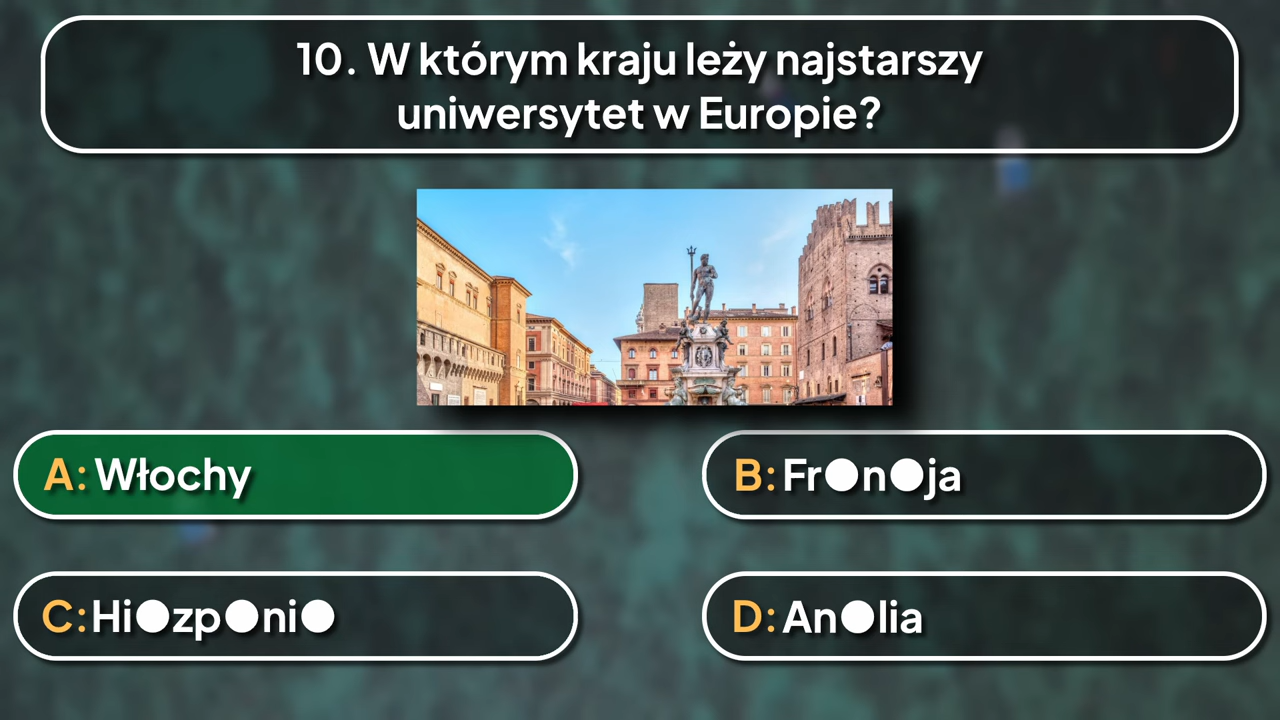 10. W którym kraju leży najstarszy
uniwersytet w Europie?
A: Włochy
B: Fr●n●ja
C: Hi●zp●ni●
D: An●lia